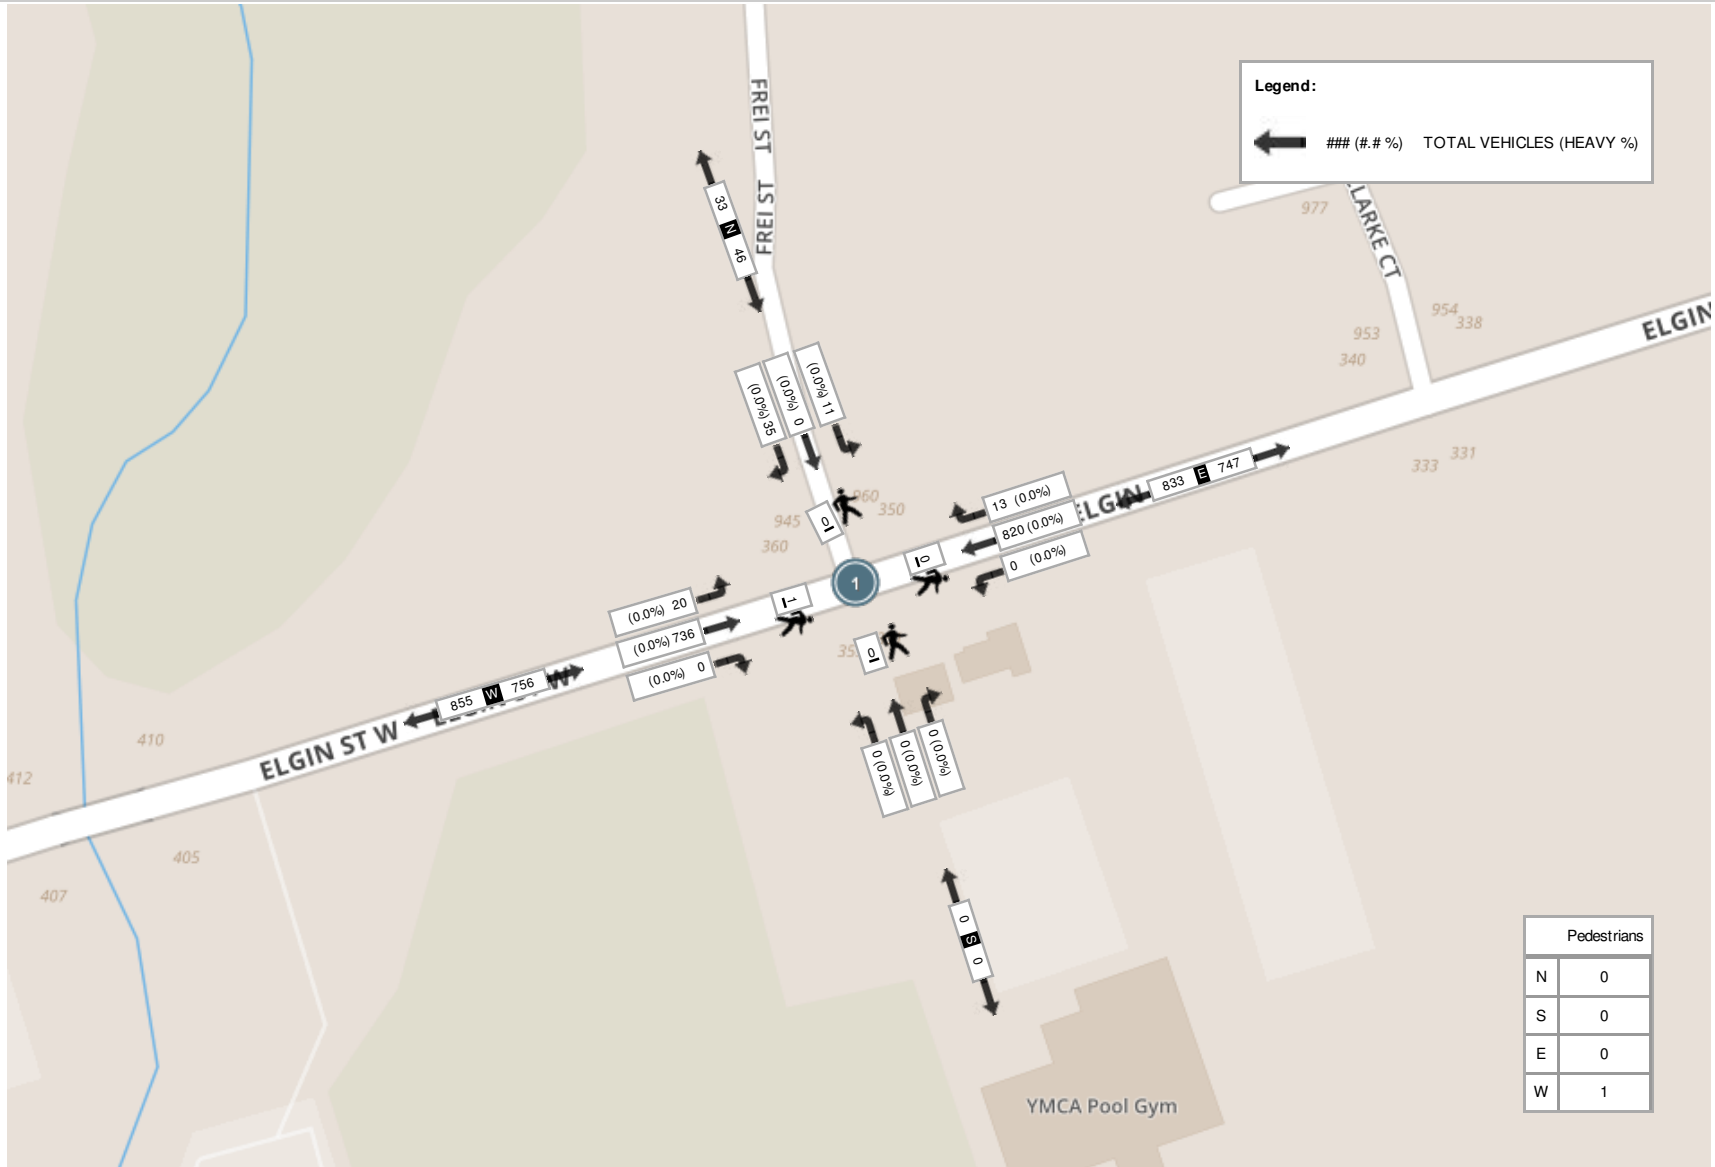 Legend:
### (#.# %) TOTAL VEHICLES (HEAVY %)
FREI ST
FREI ST
33 N 46
977
CLARKE CT
954
338
953
340
ELGIN
(0.0%) 35
(0.0%) 0
(0.0%) 11
331
333
833 E 747
ELGIN
960
350
945
360
0
13 (0.0%)
820 (0.0%)
0 (0.0%)
0
1
1
(0.0%) 20
(0.0%) 736
(0.0%) 0
0
35
855 W 756
ELGIN ST W
410
412
405
407
0 (0.0%)
0 (0.0%)
0 (0.0%)
0 S 0
YMCA Pool Gym
Pedestrians
N 0
S 0
E 0
W 1